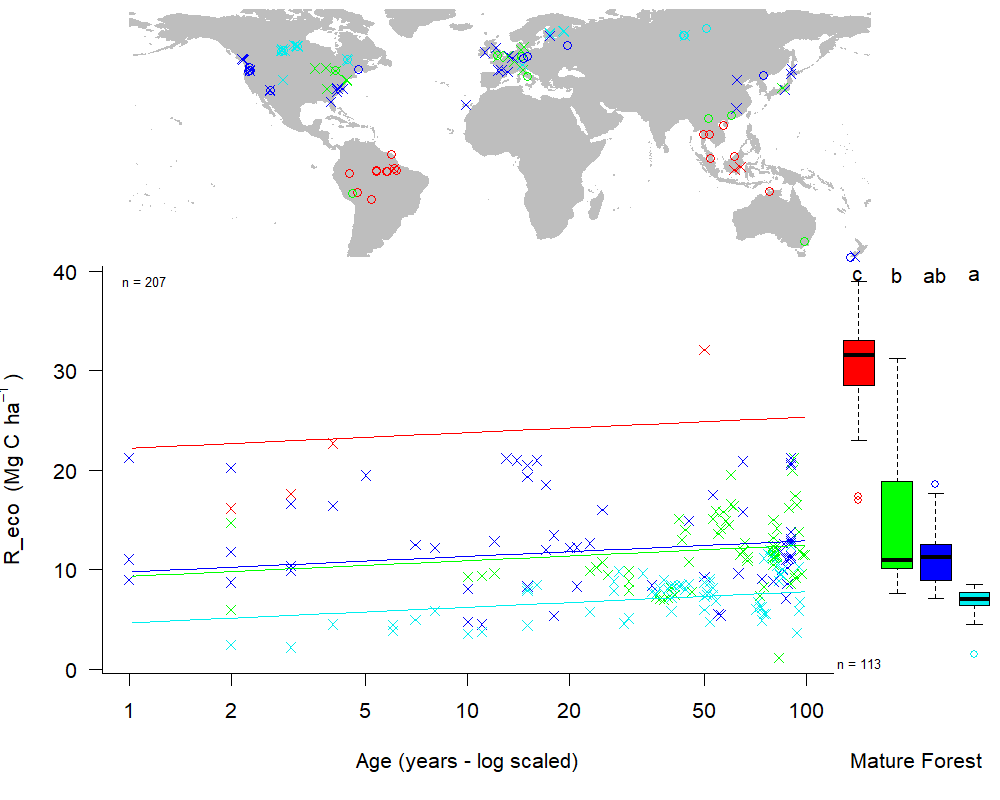 40
n = 207
c
b
ab
a
30
20
10
0
R_eco (Mg C ha⁻¹ )
n = 113
1
2
5
10
20
50
100
Age (years - log scaled)
Mature Forest